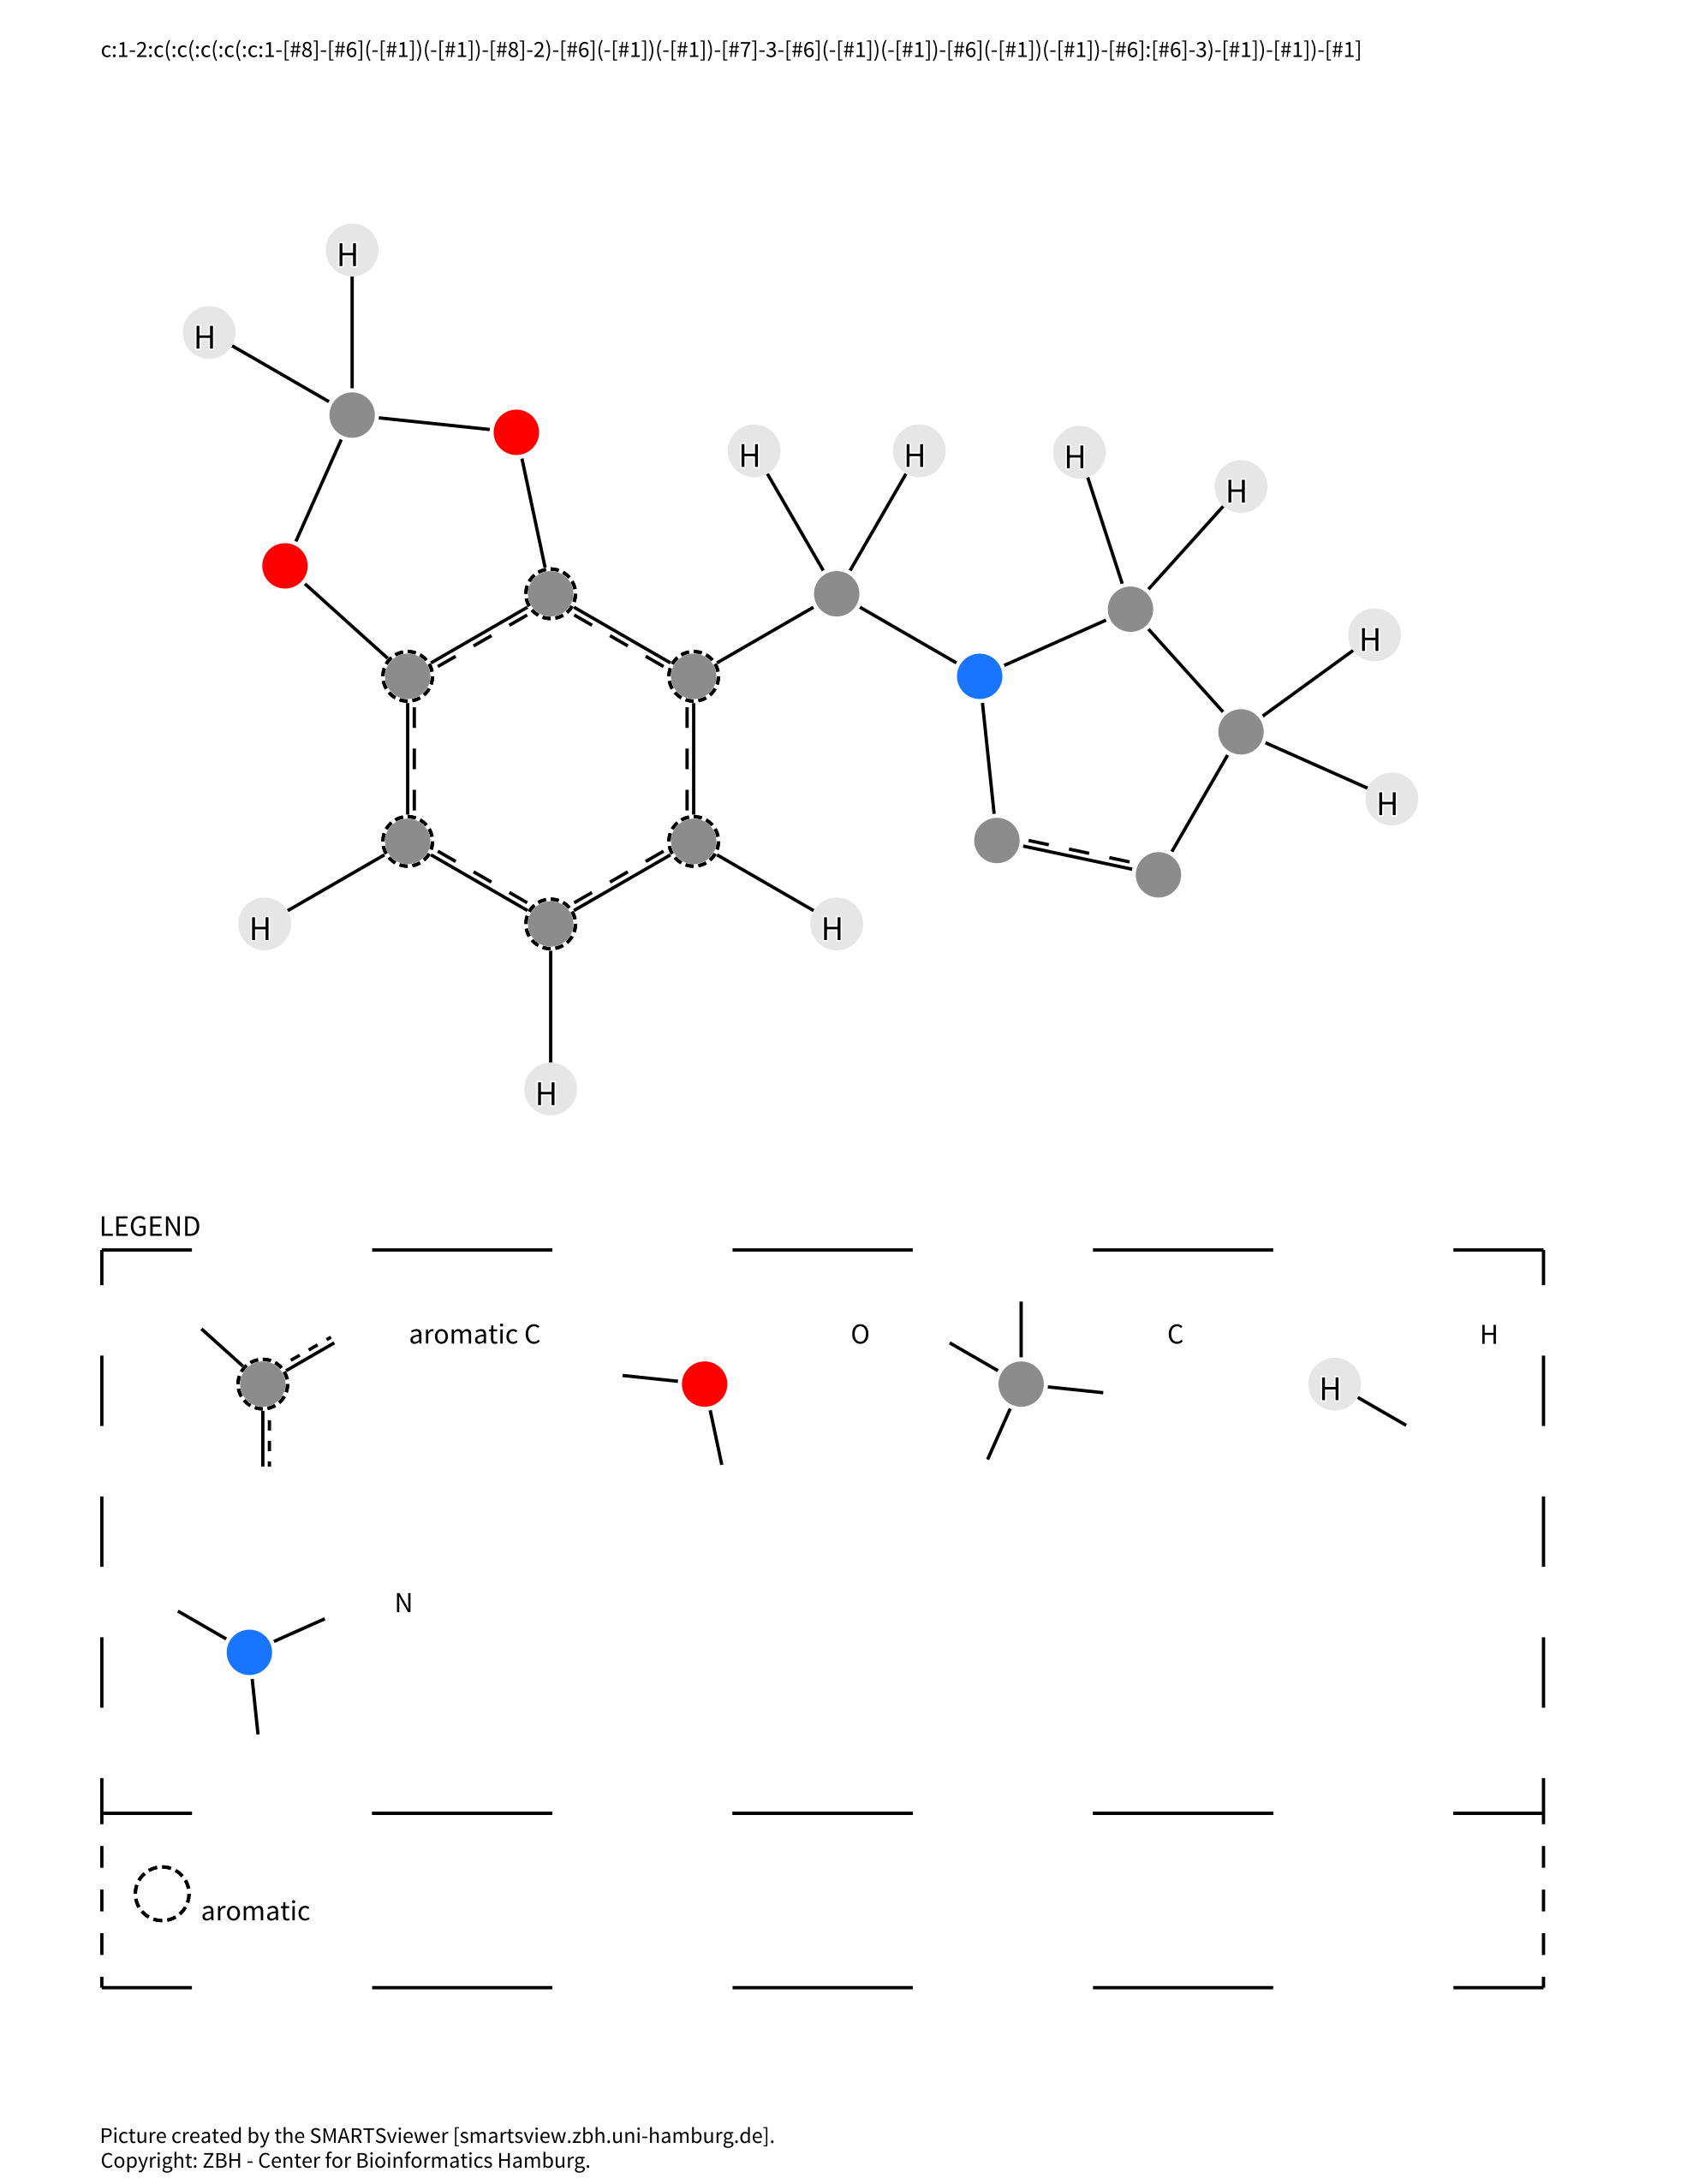 c:1-2:c(:c(:c(:c(:c:1-[#8]-[#6](-[#1])(-[#1])-[#8]-2)-[#6](-[#1])(-[#1])-[#7]-3-[#6](-[#1])(-[#1])-[#6](-[#1])(-[#1])-[#6]:[#6]-3)-[#1])-[#1])-[#1]
H
H
H
H
H
H
H
H
H
H
H
LEGEND
aromatic C
O
C
H
H
N
aromatic
Picture created by the SMARTSviewer [smartsview.zbh.uni-hamburg.de].
Copyright: ZBH - Center for Bioinformatics Hamburg.